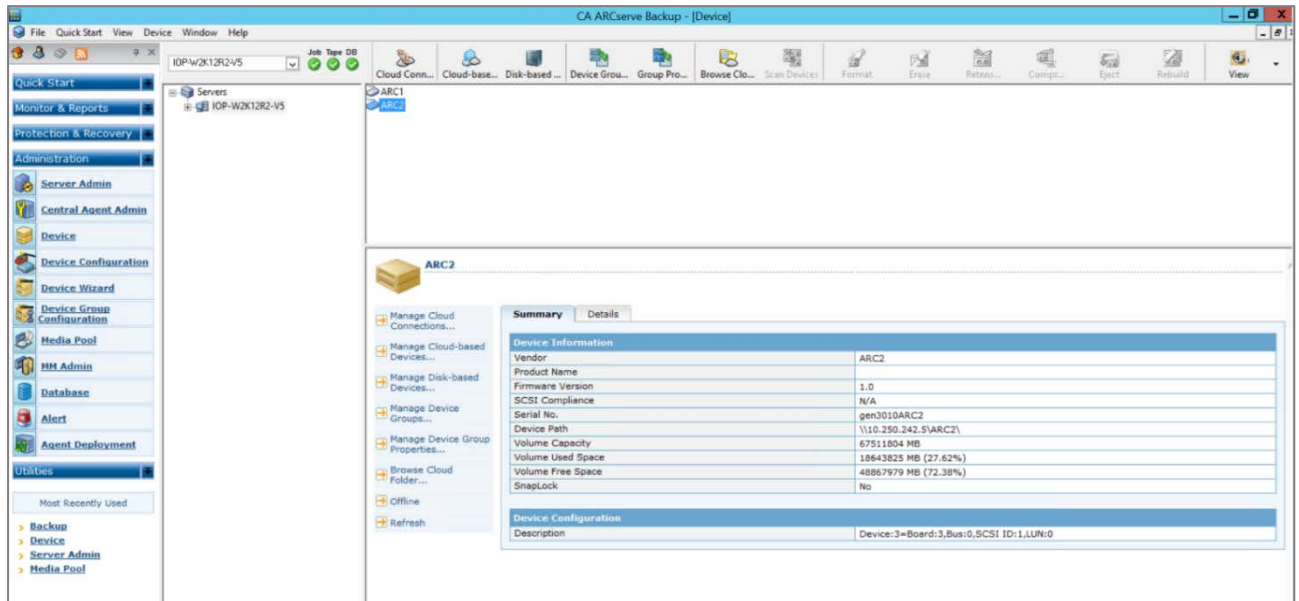 CA ARCserve Backup - [Device]
File Quick Start View Device Window Help
IOP-W2K12R2-V5
Job Tape DB
Cloud Conn... Cloud-base... Disk-based ... Device Grou... Group Pro... Browse Clo... Scan Devices Format Erase Retens... Compr... Eject Rebuild View
Quick Start
Monitor & Reports
Protection & Recovery
Administration
Server Admin
Central Agent Admin
Device
Device Configuration
Device Wizard
Device Group
Configuration
Media Pool
MM Admin
Database
Alert
Agent Deployment
Utilities
Most Recently Used
Backup
Device
Server Admin
Media Pool
Servers
IOP-W2K12R2-V5
ARC1
ARC2
ARC2
Manage Cloud
Connections...
Manage Cloud-based
Devices...
Manage Disk-based
Devices...
Manage Device
Groups...
Manage Device Group
Properties...
Browse Cloud
Folder...
Offline
Refresh
Summary Details
Device Information
Vendor ARC2
Product Name
Firmware Version 1.0
SCSI Compliance N/A
Serial No. gen3010ARC2
Device Path \\10.250.242.5\ARC2\
Volume Capacity 67511804 MB
Volume Used Space 18643825 MB (27.62%)
Volume Free Space 48867979 MB (72.38%)
SnapLock No
Device Configuration
Description Device:3=Board:3,Bus:0,SCSI ID:1,LUN:0